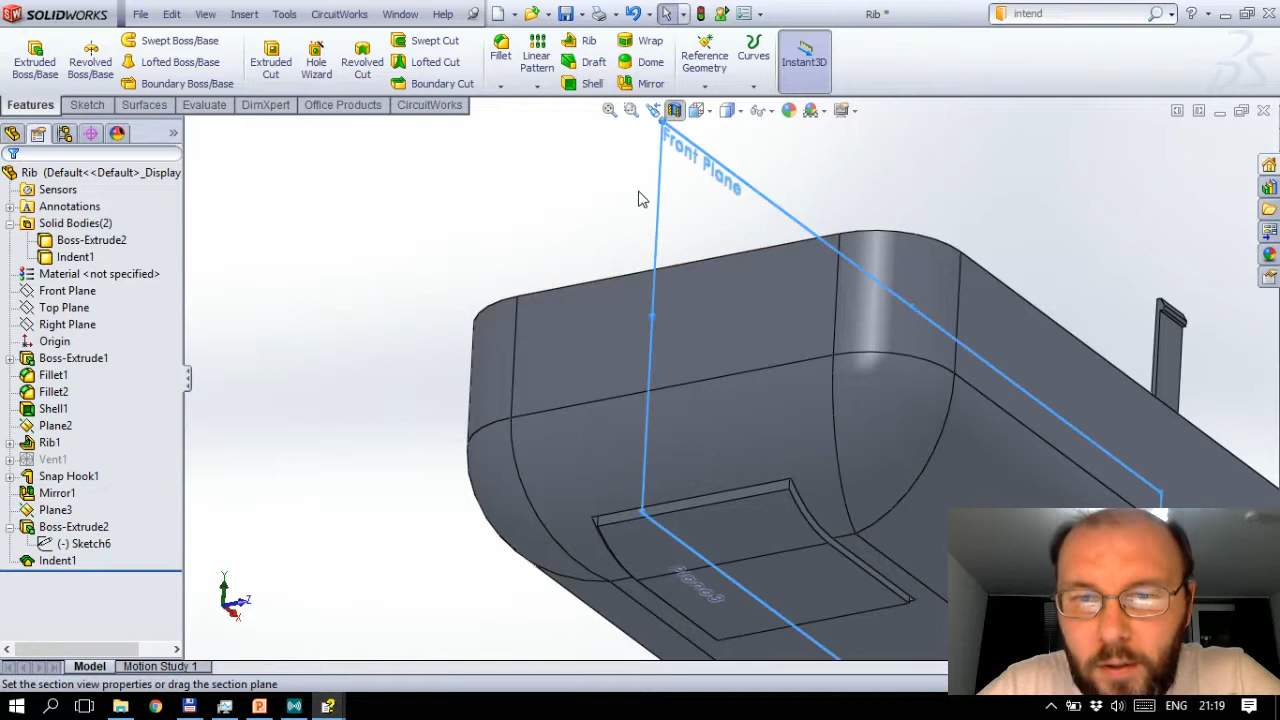 SOLIDWORKS
File
Edit
View
Insert
Tools
CircuitWorks
Window
Help
Rib *
intend
Extruded Boss/Base
Revolved Boss/Base
Swept Boss/Base
Lofted Boss/Base
Boundary Boss/Base
Extruded Cut
Hole Wizard
Revolved Cut
Swept Cut
Lofted Cut
Boundary Cut
Fillet
Linear Pattern
Rib
Draft
Shell
Wrap
Dome
Mirror
Reference Geometry
Curves
Instant3D
Features
Sketch
Surfaces
Evaluate
DimXpert
Office Products
CircuitWorks
Rib (Default<<Default>_Display
Sensors
Annotations
Solid Bodies(2)
Boss-Extrude2
Indent1
Material <not specified>
Front Plane
Top Plane
Right Plane
Origin
Boss-Extrude1
Fillet1
Fillet2
Shell1
Plane2
Rib1
Vent1
Snap Hook1
Mirror1
Plane3
Boss-Extrude2
(-) Sketch6
Indent1
Front Plane
Plane3
Y
Z
X
Model
Motion Study 1
Set the section view properties or drag the section plane
ENG
21:19